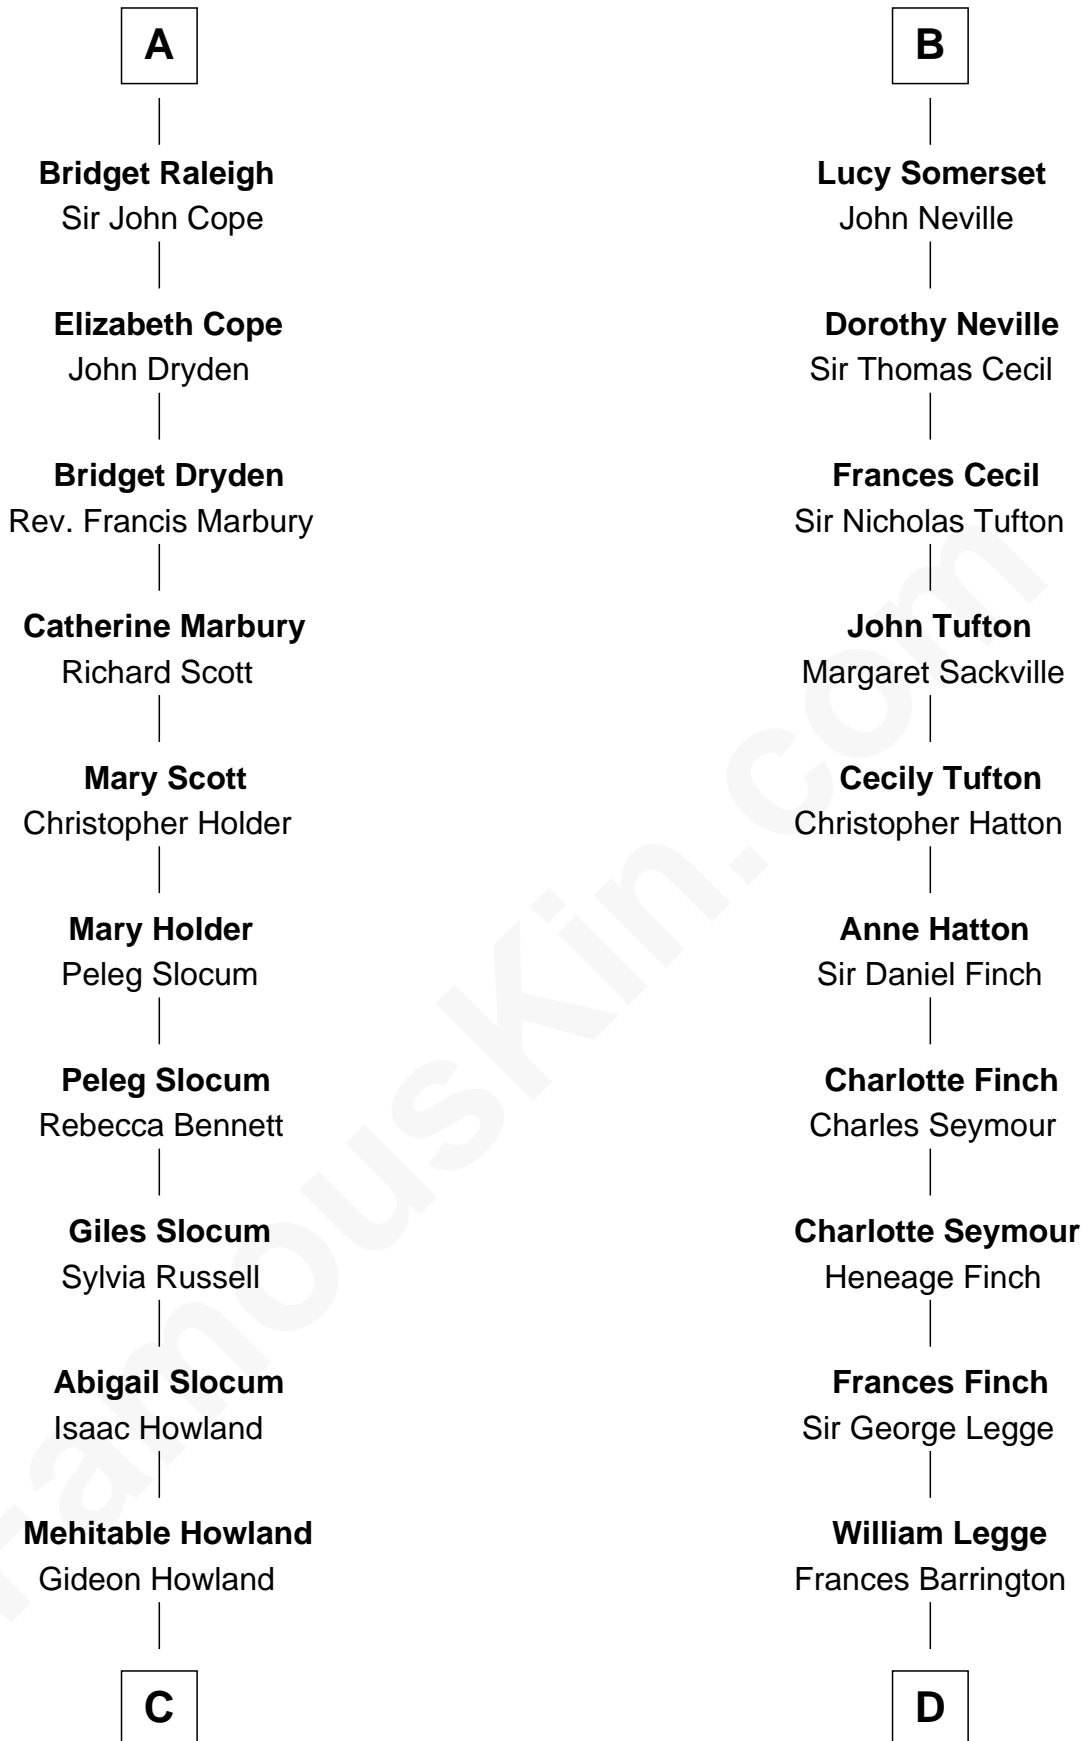 A
Bridget Raleigh
Sir John Cope
Elizabeth Cope
John Dryden
Bridget Dryden
Rev. Francis Marbury
Catherine Marbury
Richard Scott
Mary Scott
Christopher Holder
Mary Holder
Peleg Slocum
Peleg Slocum
Rebecca Bennett
Giles Slocum
Sylvia Russell
Abigail Slocum
Isaac Howland
Mehitable Howland
Gideon Howland
C
B
Lucy Somerset
John Neville
Dorothy Neville
Sir Thomas Cecil
Frances Cecil
Sir Nicholas Tufton
John Tufton
Margaret Sackville
Cecily Tufton
Christopher Hatton
Anne Hatton
Sir Daniel Finch
Charlotte Finch
Charles Seymour
Charlotte Seymour
Heneage Finch
Frances Finch
Sir George Legge
William Legge
Frances Barrington
D
FamousKin.com